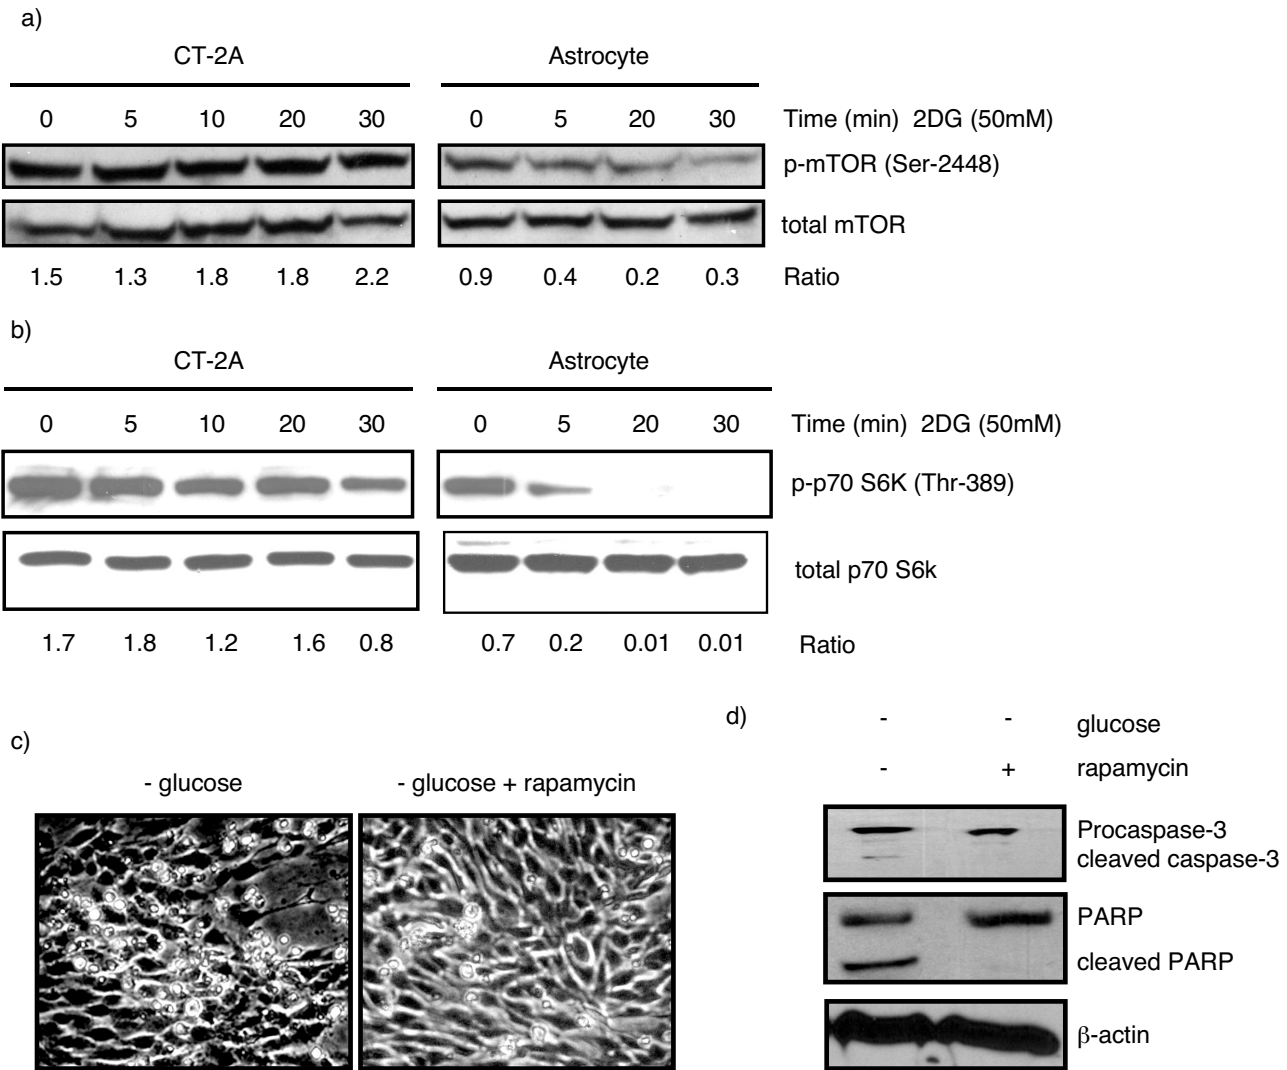 a)
CT-2A Astrocyte
0 5 10 20 30 0 5 20 30 Time (min) 2DG (50mM)
p-mTOR (Ser-2448)
total mTOR
1.5 1.3 1.8 1.8 2.2 0.9 0.4 0.2 0.3 Ratio
b)
CT-2A Astrocyte
0 5 10 20 30 0 5 20 30 Time (min) 2DG (50mM)
p-p70 S6K (Thr-389)
total p70 S6k
1.7 1.8 1.2 1.6 0.8 0.7 0.2 0.01 0.01 Ratio
c)
- glucose - glucose + rapamycin
d)
- - glucose
- + rapamycin
Procaspase-3
cleaved caspase-3
PARP
cleaved PARP
β-actin